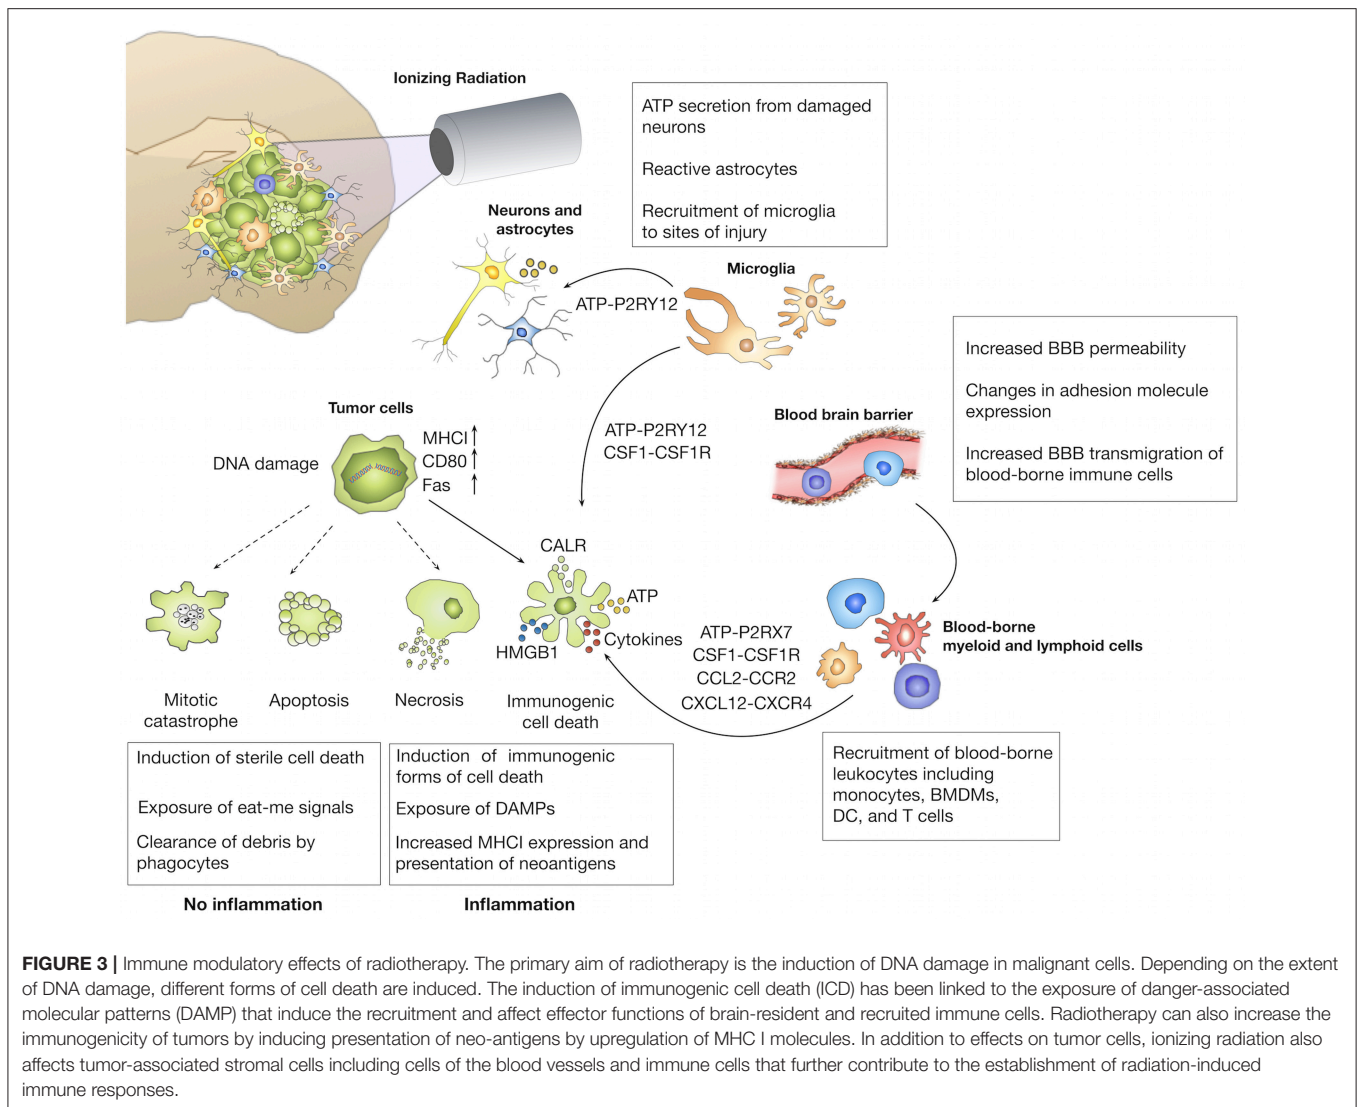 Ionizing Radiation
ATP secretion from damaged
neurons
Reactive astrocytes
Recruitment of microglia
to sites of injury
Neurons and
astrocytes
Microglia
ATP-P2RY12
Increased BBB permeability
Changes in adhesion molecule
expression
Increased BBB transmigration of
blood-borne immune cells
Tumor cells
DNA damage
MHCI
CD80
Fas
ATP-P2RY12
CSF1-CSF1R
Blood brain barrier
CALR
ATP
HMGB1
Cytokines
ATP-P2RX7
CSF1-CSF1R
CCL2-CCR2
CXCL12-CXCR4
Blood-borne
myeloid and lymphoid cells
Mitotic
catastrophe
Apoptosis
Necrosis
Immunogenic
cell death
Induction of sterile cell death
Exposure of eat-me signals
Clearance of debris by
phagocytes
Induction of immunogenic
forms of cell death
Exposure of DAMPs
Increased MHCI expression and
presentation of neoantigens
Recruitment of blood-borne
leukocytes including
monocytes, BMDMs,
DC, and T cells
No inflammation
Inflammation
FIGURE 3 | Immune modulatory effects of radiotherapy. The primary aim of radiotherapy is the induction of DNA damage in malignant cells. Depending on the extent
of DNA damage, different forms of cell death are induced. The induction of immunogenic cell death (ICD) has been linked to the exposure of danger-associated
molecular patterns (DAMP) that induce the recruitment and affect effector functions of brain-resident and recruited immune cells. Radiotherapy can also increase the
immunogenicity of tumors by inducing presentation of neo-antigens by upregulation of MHC I molecules. In addition to effects on tumor cells, ionizing radiation also
affects tumor-associated stromal cells including cells of the blood vessels and immune cells that further contribute to the establishment of radiation-induced
immune responses.